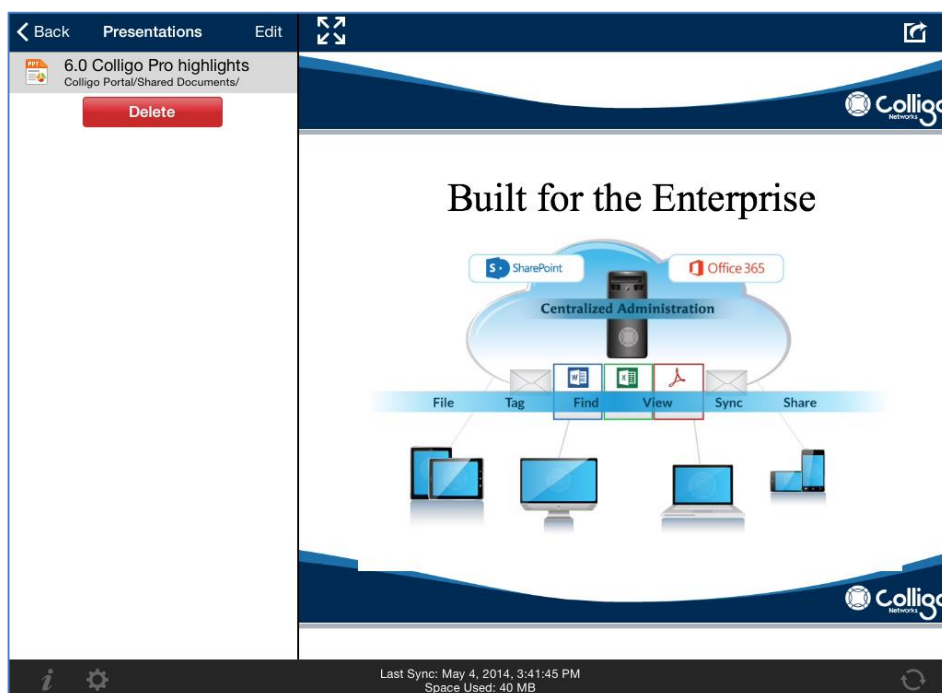 Back Presentations Edit
6.0 Colligo Pro highlights
Colligo Portal/Shared Documents/
Delete
Colligo
Networks
Built for the Enterprise
SharePoint
Office 365
Centralized Administration
File Tag Find View Sync Share
Colligo
Networks
Last Sync: May 4, 2014, 3:41:45 PM
Space Used: 40 MB